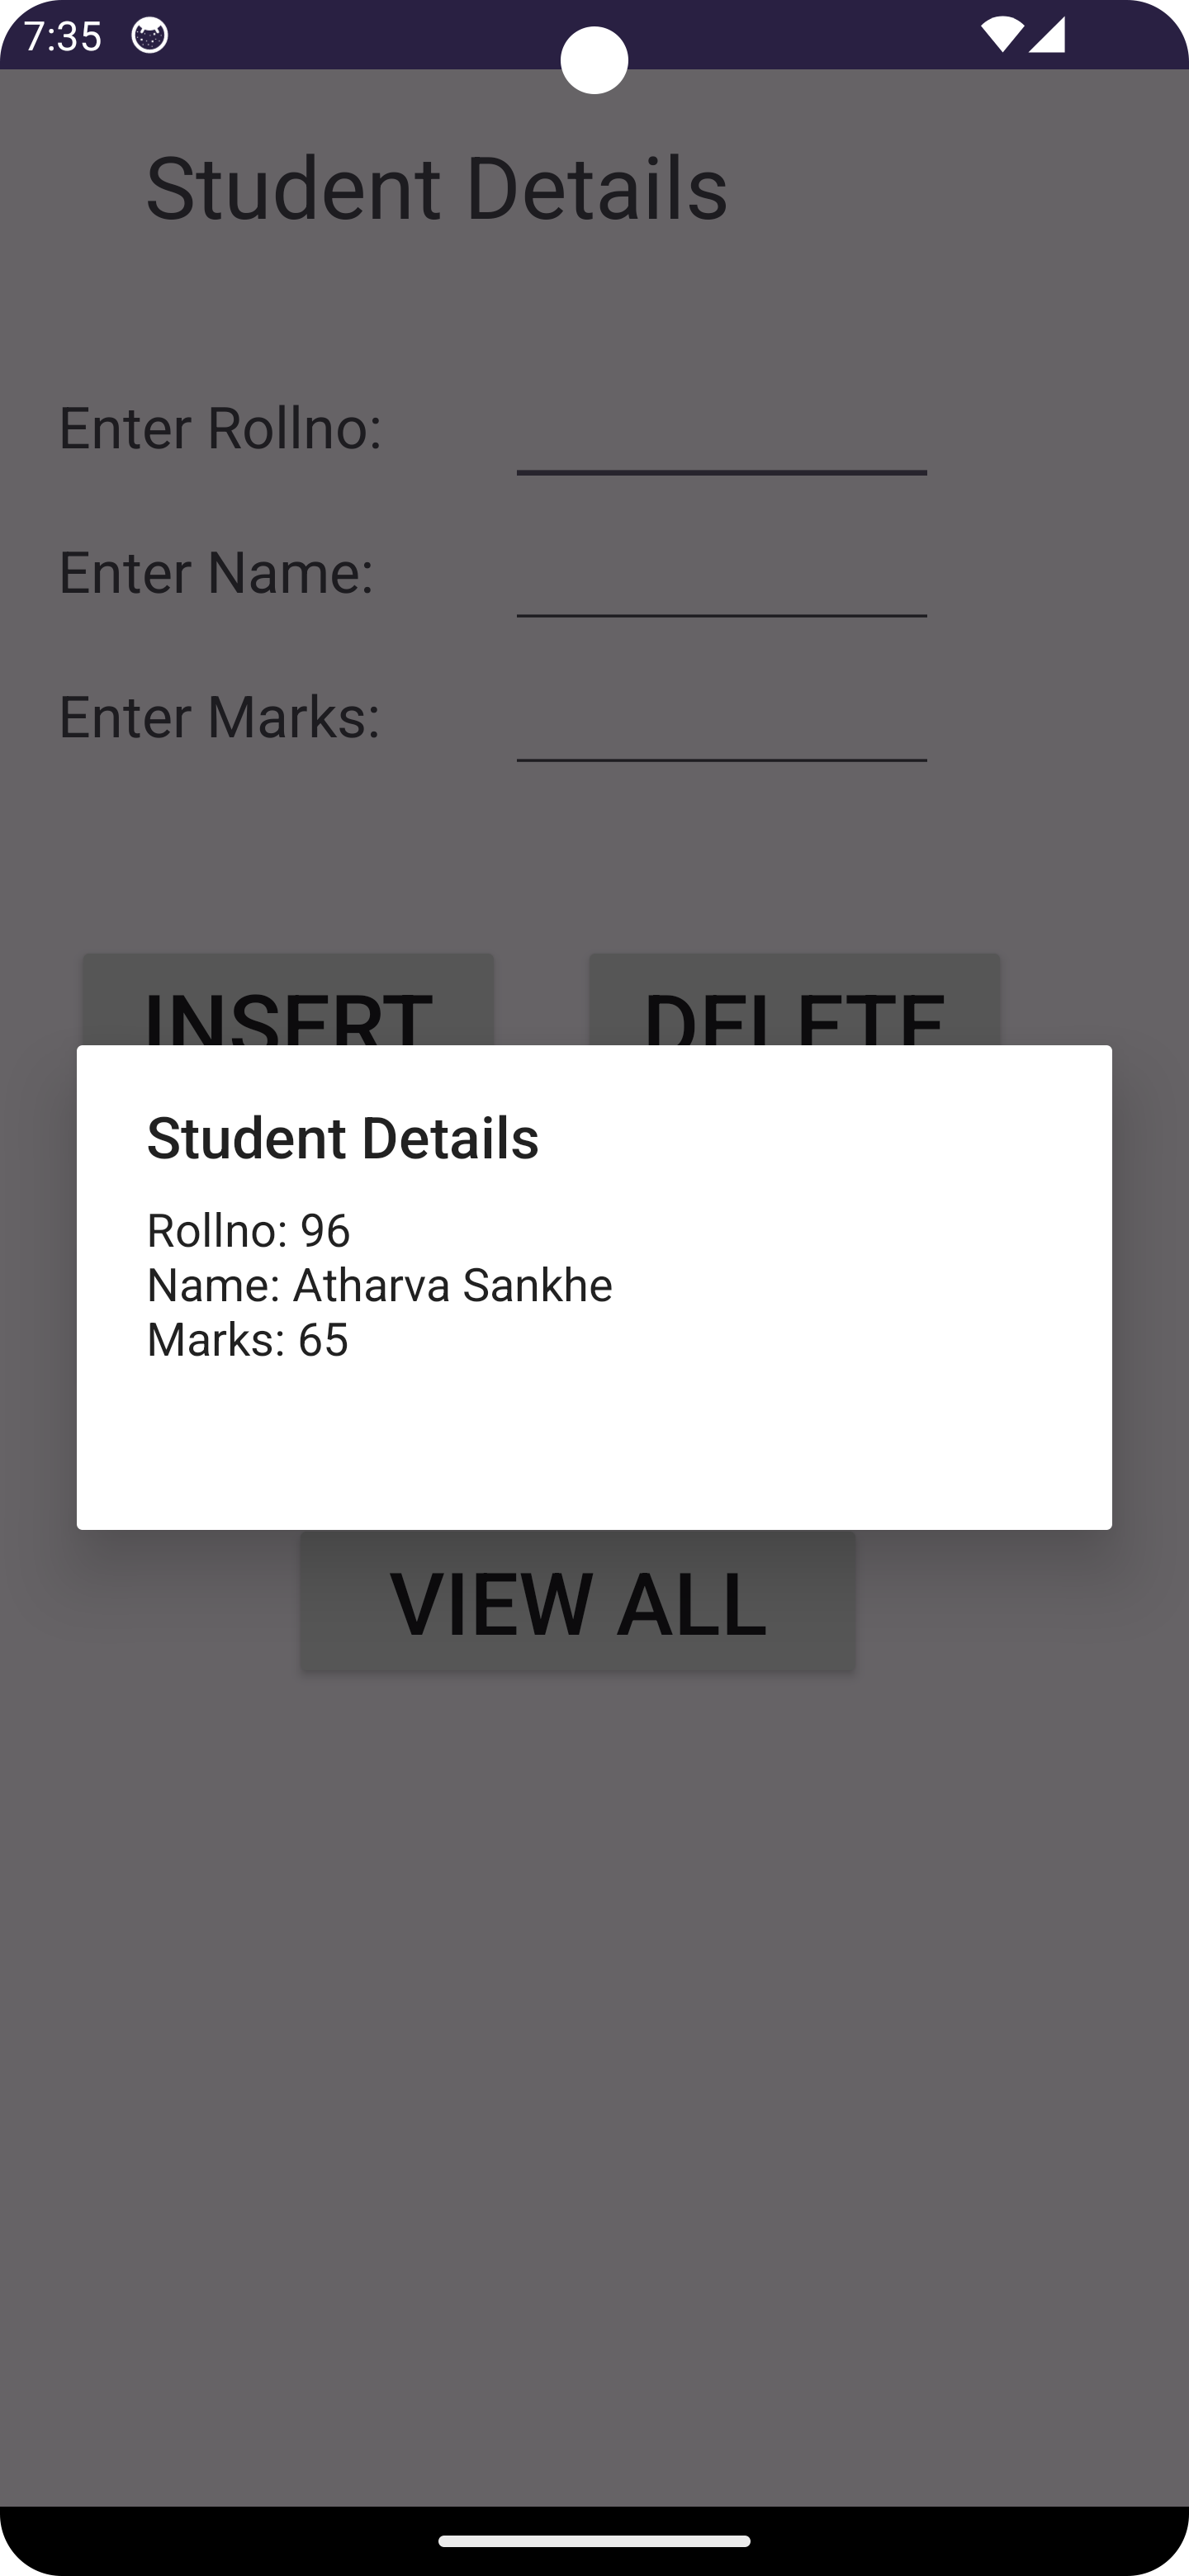 7:35
Student Details
Enter Rollno:
Enter Name:
Enter Marks:
INSERT DELETE
Student Details
Rollno: 96
Name: Atharva Sankhe
Marks: 65
VIEW ALL